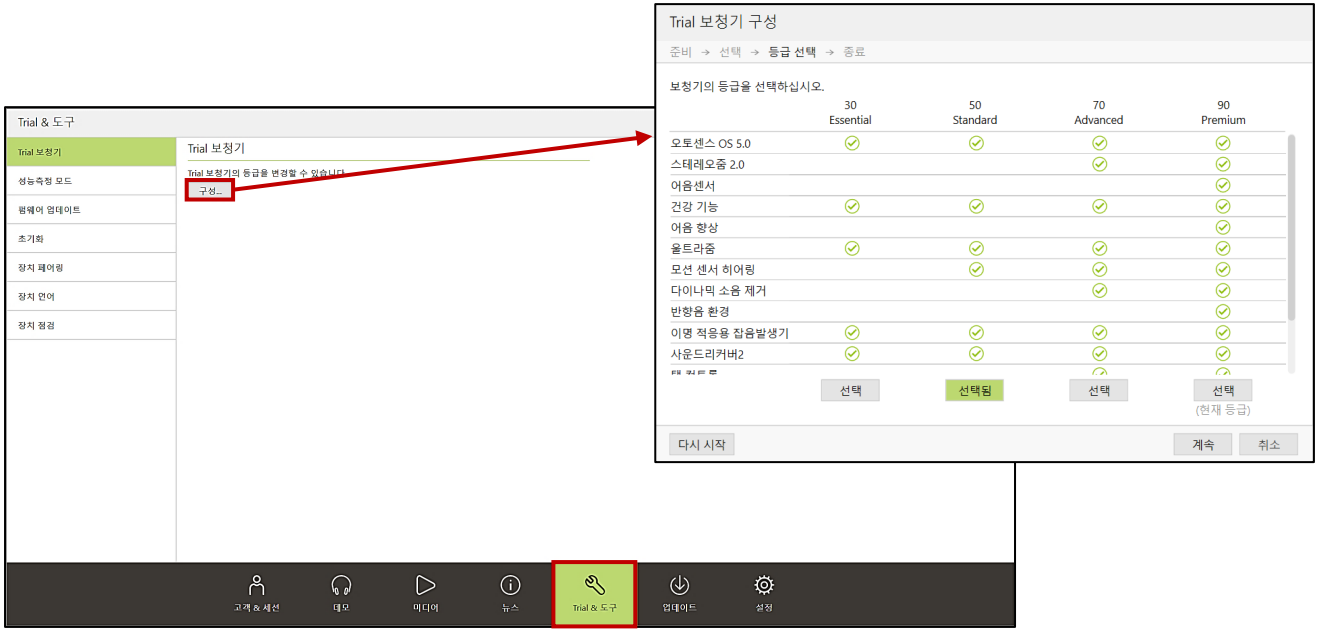 Trial 보청기 구성
준비 → 선택 → 등급 선택 → 종료
보청기의 등급을 선택하십시오.
30 50 70 90
Essential Standard Advanced Premium
오토센스 OS 5.0
스테레오줌 2.0
어음센서
건강 기능
어음 향상
울트라줌
모션 센서 히어링
다이나믹 소음 제거
반향음 환경
이명 적응용 잡음발생기
사운드리커버2
탭 컨트롤
선택 선택됨 선택 선택
(현재 등급)
다시 시작 계속 취소
Trial & 도구
Trial 보청기
성능측정 모드
펌웨어 업데이트
초기화
장치 페어링
장치 언어
장치 점검
Trial 보청기
Trial 보청기의 등급을 변경할 수 있습니다
구성...
고객 & 세션 데모 미디어 뉴스 Trial & 도구 업데이트 설정